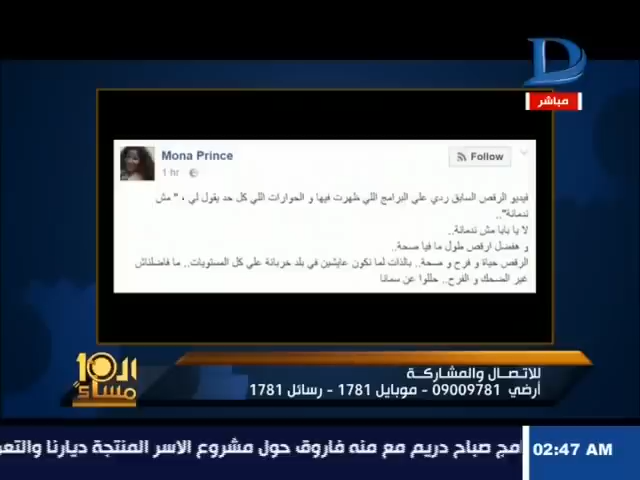 D
مباشر
Mona Prince
1 hr
Follow
فيديو الرقص السابق ردي علي البرامج اللي ظهرت فيها و الحوارات اللي كل حد يقول لي ، " مش
ندمانة"..
لا يا بابا مش ندمانة..
و هفضل ارقص طول ما فيا صحة..
الرقص حياة و فرح و صحة.. بالذات لما نكون عايشين في بلد خربانة علي كل المستويات.. ما فاضلناش
غير الضحك و الفرح.. حللوا عن سمانا
ال10
مساءً
للإتصال والمشاركة
أرضي 09009781 - موبايل 1781 - رسائل 1781
02:47 AM
امج صباح دريم مع منه فاروق حول مشروع الاسر المنتجة ديارنا والتعر